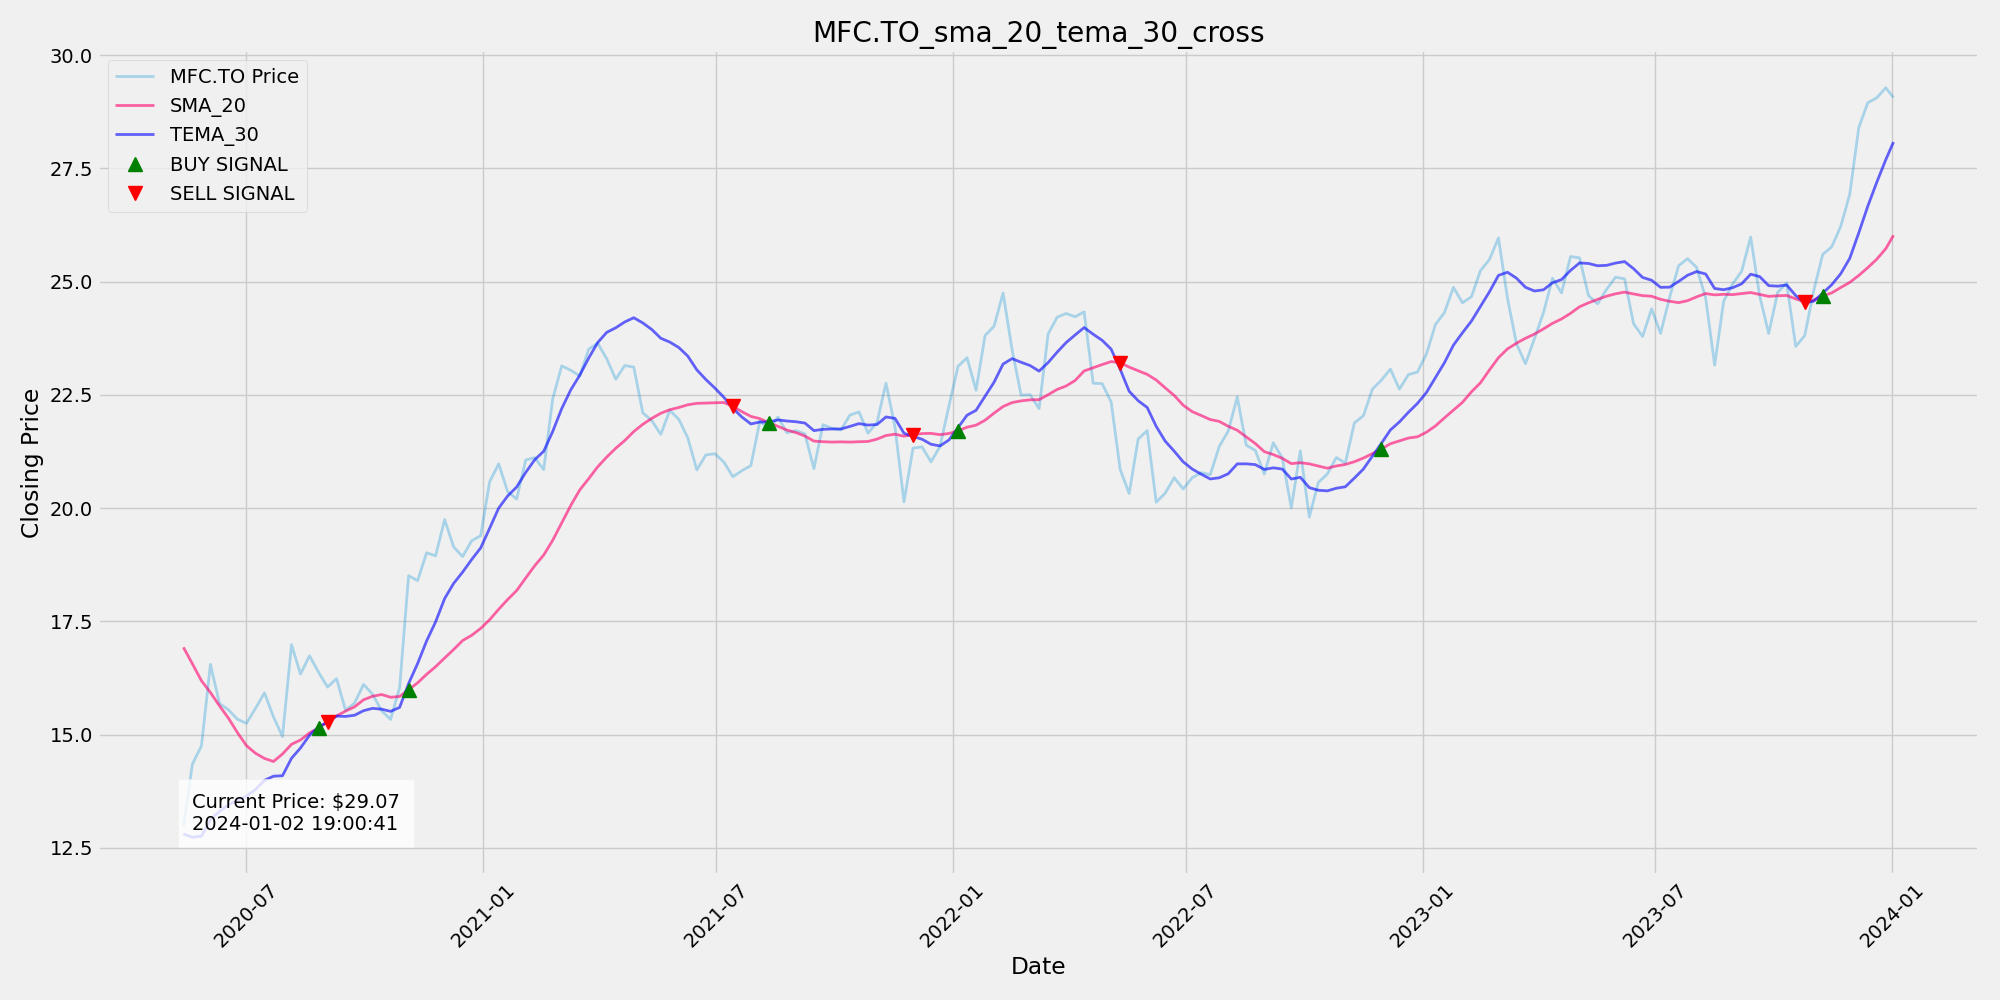 MFC.TO_sma_20_tema_30_cross
30.0
27.5
25.0
22.5
20.0
17.5
15.0
12.5
Closing Price
MFC.TO Price
SMA_20
TEMA_30
BUY SIGNAL
SELL SIGNAL
Current Price: $29.07
2024-01-02 19:00:41
2020-07
2021-01
2021-07
2022-01
2022-07
2023-01
2023-07
2024-01
Date